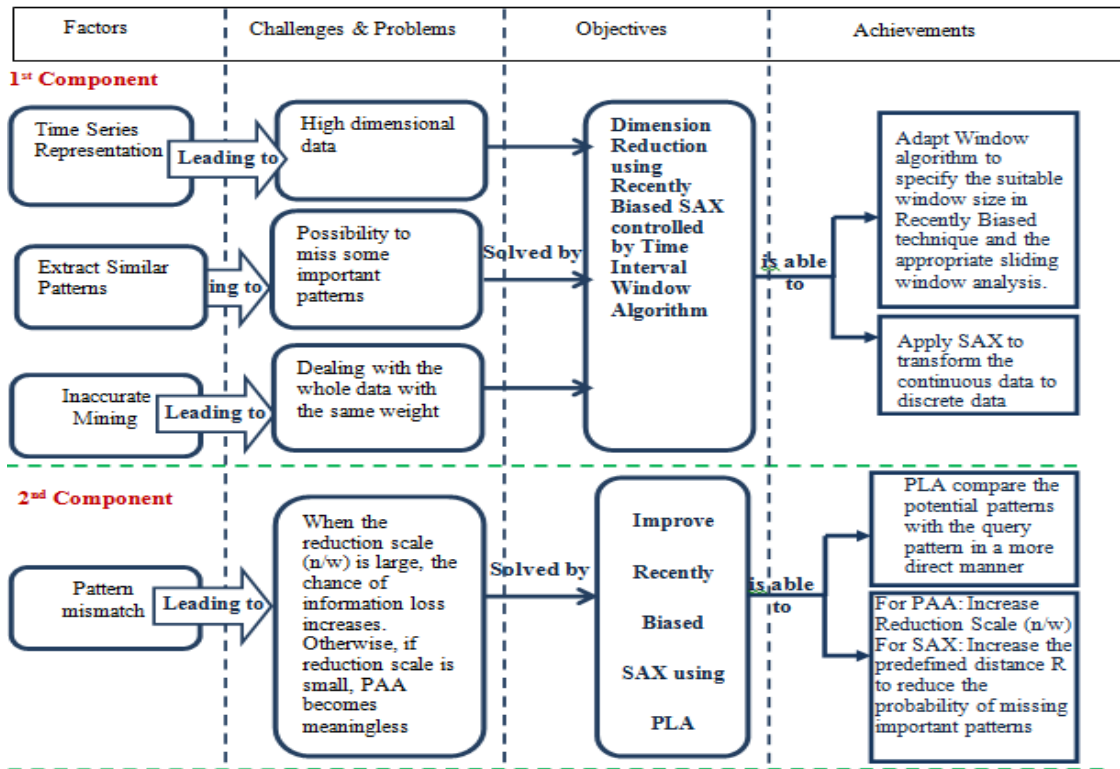 Factors
Challenges & Problems
Objectives
Achievements
1st Component
Time Series
Representation
Leading to
High dimensional
data
Extract Similar
Patterns
ing to
Possibility to
miss some
important
patterns
Inaccurate
Mining
Leading to
Dealing with the
whole data with
the same weight
Solved by
Dimension
Reduction
using
Recently
Biased SAX
controlled
by Time
Interval
Window
Algorithm
is able
to
Adapt Window
algorithm to
specify the suitable
window size in
Recently Biased
technique and the
appropriate sliding
window analysis.
Apply SAX to
transform the
continuous data to
discrete data
2nd Component
Pattern
mismatch
Leading to
When the
reduction scale
(n/w) is large, the
chance of
information loss
increases.
Otherwise, if
reduction scale is
small, PAA
becomes
meaningless
Solved by
Improve
Recently
Biased
SAX using
PLA
is able
to
PLA compare the
potential patterns
with the query
pattern in a more
direct manner
For PAA: Increase
Reduction Scale (n/w)
For SAX: Increase the
predefined distance R
to reduce the
probability of missing
important patterns